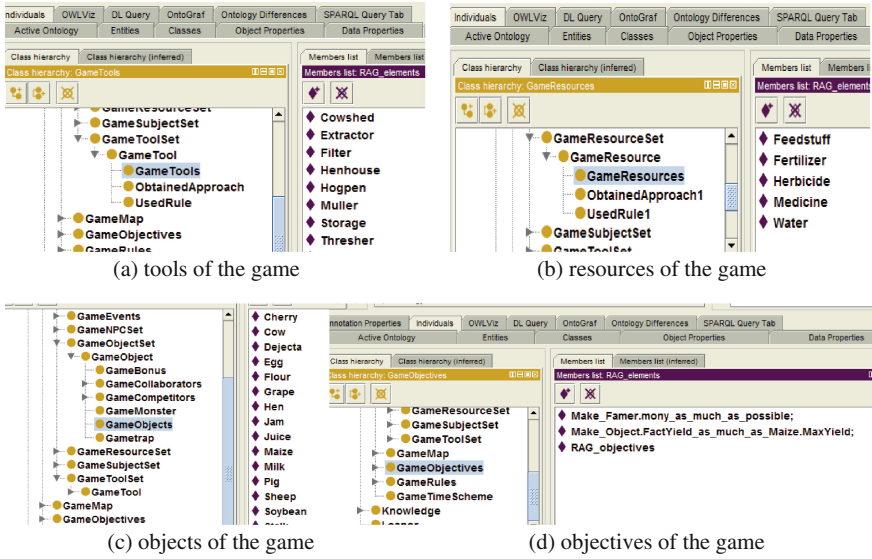 Individuals OWLViz DL Query OntoGraf Ontology Differences SPARQL Query Tab
Active Ontology Entities Classes Object Properties Data Properties
Class hierarchy Class hierarchy (inferred)
Class hierarchy: GameTools
GameResourceSet
GameSubjectSet
GameToolSet
GameTool
GameTools
ObtainedApproach
UsedRule
GameMap
GameObjectives
GameRules
Members list Members list
Members list: RAG_elements
Cowshed
Extractor
Filter
Henhouse
Hogpen
Muller
Storage
Thresher
(a) tools of the game
Individuals OWLViz DL Query OntoGraf Ontology Differences SPARQL Query Tab
Active Ontology Entities Classes Object Properties Data Properties
Class hierarchy Class hierarchy (inferred)
Class hierarchy: GameResources
GameResourceSet
GameResource
GameResources
ObtainedApproach1
UsedRule1
GameSubjectSet
GameToolSet
Members list Members li
Members list: RAG_elements
Feedstuff
Fertilizer
Herbicide
Medicine
Water
(b) resources of the game
GameEvents
GameNPCSet
GameObjectSet
GameObject
GameBonus
GameCollaborators
GameCompetitors
GameMonster
GameObjects
Gametrap
GameResourceSet
GameSubjectSet
GameToolSet
GameTool
GameMap
GameObjectives
Cherry
Cow
Dejecta
Egg
Flour
Grape
Hen
Jam
Juice
Maize
Milk
Pig
Sheep
Soybean
(c) objects of the game
Annotation Properties Individuals OWLViz DL Query OntoGraf Ontology Differences SPARQL Query Tab
Active Ontology Entities Classes Object Properties Data Properties
Class hierarchy Class hierarchy (inferred)
Class hierarchy: GameObjectives
GameResourceSet
GameSubjectSet
GameToolSet
GameMap
GameObjectives
GameRules
GameTimeScheme
Knowledge
Members list Members list (inferred)
Members list: RAG_elements
Make_Famer.mony_as_much_as_possible;
Make_Object.FactYield_as_much_as_Maize.MaxYield;
RAG_objectives
(d) objectives of the game